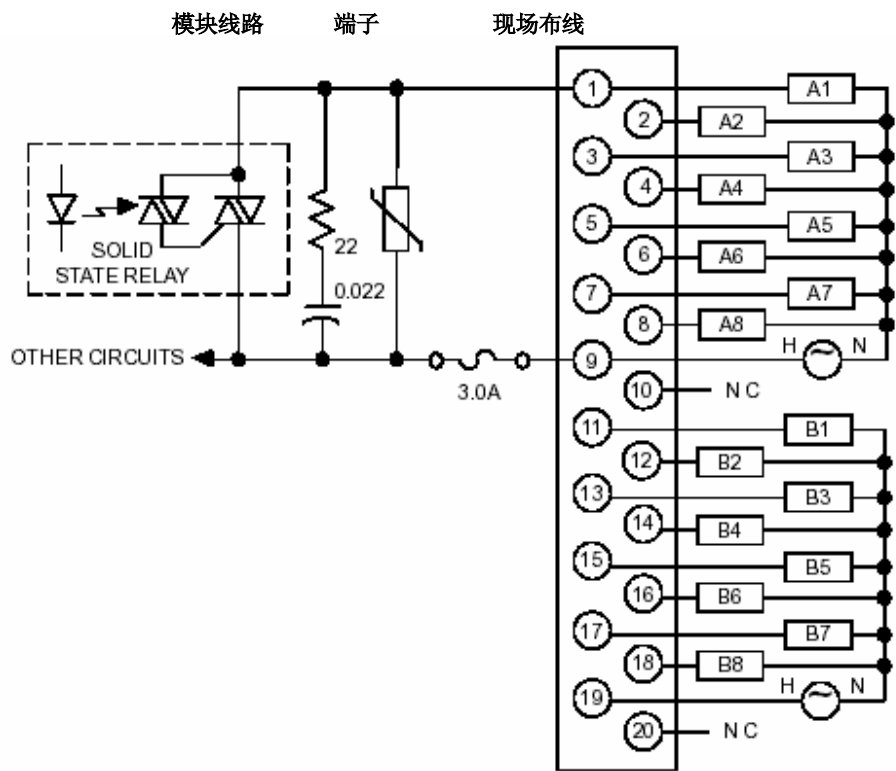 模块线路 端子 现场布线
1 A1
2 A2
3 A3
4 A4
5 A5
6 A6
7 A7
8 A8
9 H ~ N
10 N C
11 B1
12 B2
13 B3
14 B4
15 B5
16 B6
17 B7
18 B8
19 H ~ N
20 N C
SOLID
STATE RELAY
22
0.022
OTHER CIRCUITS
3.0A